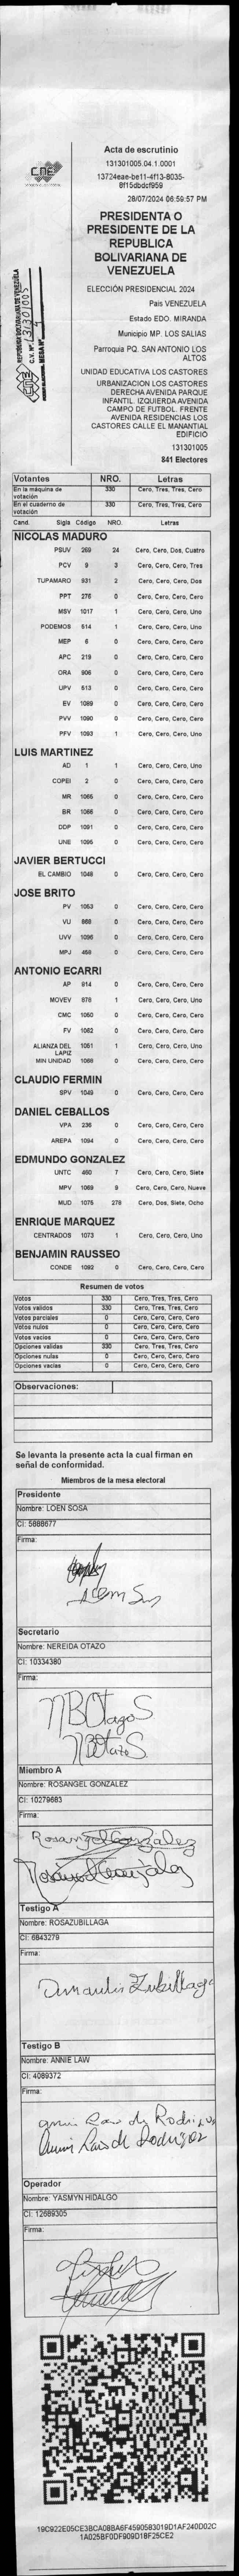 CNE
REPUBLICA BOLIVARIANA DE VENEZUELA
C.V. Nº 131301005
CNE
Acta de escrutinio
131301005.04.1.0001
13724eae-be11-4f13-8035-
8f15dbdcf959
28/07/2024 06:59:57 PM
PRESIDENTA O
PRESIDENTE DE LA
REPÚBLICA
BOLIVARIANA DE
VENEZUELA
ELECCIÓN PRESIDENCIAL 2024
Pais VENEZUELA
Estado EDO. MIRANDA
Municipio MP. LOS SALIAS
Parroquia PQ. SAN ANTONIO LOS
ALTOS
UNIDAD EDUCATIVA LOS CASTORES
URBANIZACION LOS CASTORES
DERECHA AVENIDA PARQUE
INFANTIL. IZQUIERDA AVENIDA
CAMPO DE FUTBOL. FRENTE
AVENIDA RESIDENCIAS LOS
CASTORES CALLE EL MANANTIAL
EDIFICIO
131301005
841 Electores
Votantes NRO. Letras
En la máquina de votación 330 Cero, Tres, Tres, Cero
En el cuaderno de votación 330 Cero, Tres, Tres, Cero
Cand. Sigla Código NRO. Letras
NICOLAS MADURO
PSUV 269 24 Cero, Cero, Dos, Cuatro
PCV 9 3 Cero, Cero, Cero, Tres
TUPAMARO 931 2 Cero, Cero, Cero, Dos
PPT 276 0 Cero, Cero, Cero, Cero
MSV 1017 1 Cero, Cero, Cero, Uno
PODEMOS 514 1 Cero, Cero, Cero, Uno
MEP 6 0 Cero, Cero, Cero, Cero
APC 219 0 Cero, Cero, Cero, Cero
ORA 906 0 Cero, Cero, Cero, Cero
UPV 513 0 Cero, Cero, Cero, Cero
EV 1089 0 Cero, Cero, Cero, Cero
PVV 1090 0 Cero, Cero, Cero, Cero
PFV 1093 1 Cero, Cero, Cero, Uno
LUIS MARTINEZ
AD 1 1 Cero, Cero, Cero, Uno
COPEI 2 0 Cero, Cero, Cero, Cero
MR 1065 0 Cero, Cero, Cero, Cero
BR 1066 0 Cero, Cero, Cero, Cero
DDP 1091 0 Cero, Cero, Cero, Cero
UNE 1095 0 Cero, Cero, Cero, Cero
JAVIER BERTUCCI
EL CAMBIO 1048 0 Cero, Cero, Cero, Cero
JOSE BRITO
PV 1053 0 Cero, Cero, Cero, Cero
VU 868 0 Cero, Cero, Cero, Cero
UVV 1096 0 Cero, Cero, Cero, Cero
MPJ 458 0 Cero, Cero, Cero, Cero
ANTONIO ECARRI
AP 914 0 Cero, Cero, Cero, Cero
MOVEV 878 1 Cero, Cero, Cero, Uno
CMC 1050 0 Cero, Cero, Cero, Cero
FV 1062 0 Cero, Cero, Cero, Cero
ALIANZA DEL LAPIZ 1051 1 Cero, Cero, Cero, Uno
MIN UNIDAD 1088 0 Cero, Cero, Cero, Cero
CLAUDIO FERMIN
SPV 1049 0 Cero, Cero, Cero, Cero
DANIEL CEBALLOS
VPA 236 0 Cero, Cero, Cero, Cero
AREPA 1094 0 Cero, Cero, Cero, Cero
EDMUNDO GONZALEZ
UNTC 460 7 Cero, Cero, Cero, Siete
MPV 1069 9 Cero, Cero, Cero, Nueve
MUD 1075 278 Cero, Dos, Siete, Ocho
ENRIQUE MARQUEZ
CENTRADOS 1073 1 Cero, Cero, Cero, Uno
BENJAMIN RAUSSEO
CONDE 1092 0 Cero, Cero, Cero, Cero
Resumen de votos
Votos 330 Cero, Tres, Tres, Cero
Votos validos 330 Cero, Tres, Tres, Cero
Votos parciales 0 Cero, Cero, Cero, Cero
Votos nulos 0 Cero, Cero, Cero, Cero
Votos vacios 0 Cero, Cero, Cero, Cero
Opciones validas 330 Cero, Tres, Tres, Cero
Opciones nulas 0 Cero, Cero, Cero, Cero
Opciones vacias 0 Cero, Cero, Cero, Cero
Observaciones:
Se levanta la presente acta la cual firman en
señal de conformidad.
Miembros de la mesa electoral
Presidente
Nombre: LOEN SOSA
CI: 5888677
Firma:
Secretario
Nombre: NEREIDA OTAZO
CI: 10334380
Firma:
Miembro A
Nombre: ROSANGEL GONZALEZ
CI: 10279683
Firma:
Rosangel González
Testigo A
Nombre: ROSAZUBILLAGA
CI: 6843279
Firma:
Zubillaga
Testigo B
Nombre: ANNIE LAW
CI: 4089372
Firma:
Operador
Nombre: YASMYN HIDALGO
CI: 12689305
Firma:
19C922E05CE3BCA08BA6F4590583019D1AF240D02C
1A025BF0DF909D18F25CE2